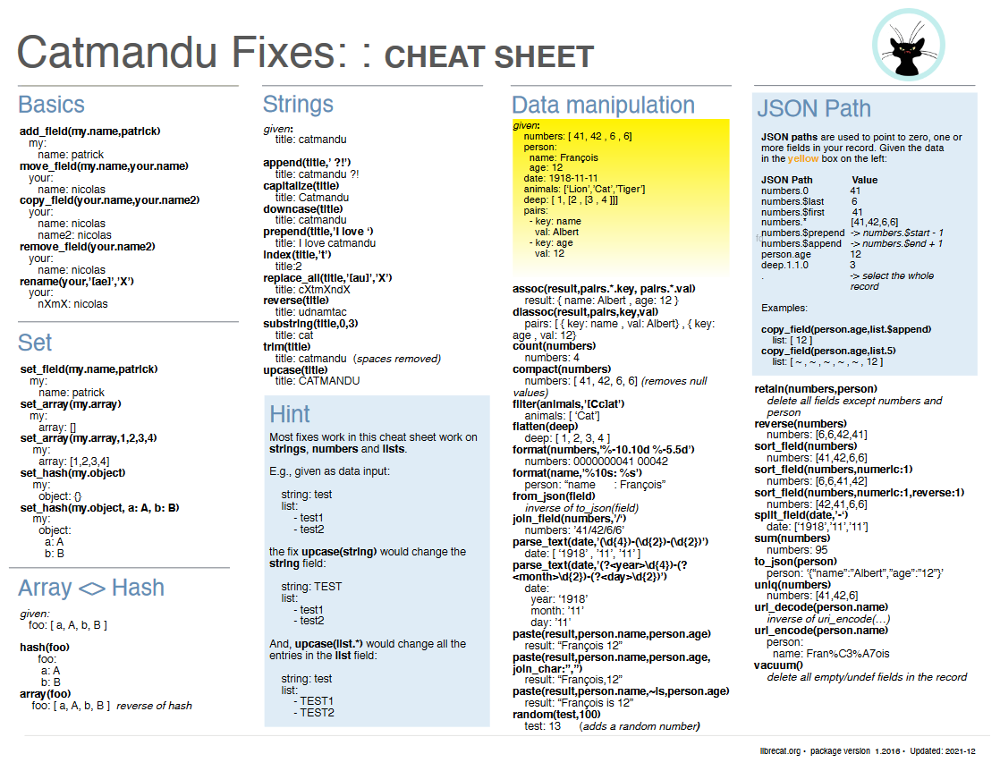 Catmandu Fixes: : CHEAT SHEET
Basics
add_field(my.name,patrick)
my:
name: patrick
move_field(my.name,your.name)
your:
name: nicolas
copy_field(your.name,your.name2)
your:
name: nicolas
name2: nicolas
remove_field(your.name2)
your:
name: nicolas
rename(your,'[ae]','X')
your:
nXmX: nicolas
Set
set_field(my.name,patrick)
my:
name: patrick
set_array(my.array)
my:
array: []
set_array(my.array,1,2,3,4)
my:
array: [1,2,3,4]
set_hash(my.object)
my:
object: {}
set_hash(my.object, a: A, b: B)
my:
object:
a: A
b: B
Array <> Hash
given:
foo: [ a, A, b, B ]
hash(foo)
foo:
a: A
b: B
array(foo)
foo: [ a, A, b, B ] reverse of hash
Strings
given:
title: catmandu
append(title,' ?!')
title: catmandu ?!
capitalize(title)
title: Catmandu
downcase(title)
title: catmandu
prepend(title,'I love ')
title: I love catmandu
index(title,'t')
title:2
replace_all(title,'[au]','X')
title: cXtmXndX
reverse(title)
title: udnamtac
substring(title,0,3)
title: cat
trim(title)
title: catmandu (spaces removed)
upcase(title)
title: CATMANDU
Hint
Most fixes work in this cheat sheet work on
strings, numbers and lists.
E.g., given as data input:
string: test
list:
- test1
- test2
the fix upcase(string) would change the
string field:
string: TEST
list:
- test1
- test2
And, upcase(list.*) would change all the
entries in the list field:
string: test
list:
- TEST1
- TEST2
Data manipulation
given:
numbers: [ 41, 42 , 6 , 6]
person:
name: François
age: 12
date: 1918-11-11
animals: ['Lion','Cat','Tiger']
deep: [ 1, [2 , [3 , 4 ]]]
pairs:
- key: name
val: Albert
- key: age
val: 12
assoc(result,pairs.*.key, pairs.*.val)
result: { name: Albert , age: 12 }
diassoc(result,pairs,key,val)
pairs: [ { key: name , val: Albert} , { key:
age , val: 12}
count(numbers)
numbers: 4
compact(numbers)
numbers: [ 41, 42, 6, 6] (removes null
values)
filter(animals,'[Cc]at')
animals: [ 'Cat']
flatten(deep)
deep: [ 1, 2, 3, 4 ]
format(numbers,'%-10.10d %-5.5d')
numbers: 0000000041 00042
format(name,'%10s: %s')
person: "name : François"
from_json(field)
inverse of to_json(field)
join_field(numbers,'/')
numbers: '41/42/6/6'
parse_text(date,'(\d{4})-(\d{2})-(\d{2})')
date: [ '1918' , '11', '11' ]
parse_text(date,'(?<year>\d{4})-(?
<month>\d{2})-(?<day>\d{2})')
date:
year: '1918'
month: '11'
day: '11'
paste(result,person.name,person.age)
result: "François 12"
paste(result,person.name,person.age,
join_char:",")
result: "François,12"
paste(result,person.name,~is,person.age)
result: "François is 12"
random(test,100)
test: 13 (adds a random number)
JSON Path
JSON paths are used to point to zero, one or
more fields in your record. Given the data
in the yellow box on the left:
JSON Path Value
numbers.0 41
numbers.$last 6
numbers.$first 41
numbers.* [41,42,6,6]
numbers.$prepend -> numbers.$start - 1
numbers.$append -> numbers.$end + 1
person.age 12
deep.1.1.0 3
. -> select the whole
record
Examples:
copy_field(person.age,list.$append)
list: [ 12 ]
copy_field(person.age,list.5)
list: [ ~ , ~ , ~ , ~ , ~ , 12 ]
retain(numbers,person)
delete all fields except numbers and
person
reverse(numbers)
numbers: [6,6,42,41]
sort_field(numbers)
numbers: [41,42,6,6]
sort_field(numbers,numeric:1)
numbers: [6,6,41,42]
sort_field(numbers,numeric:1,reverse:1)
numbers: [42,41,6,6]
split_field(date,'-')
date: ['1918','11','11']
sum(numbers)
numbers: 95
to_json(person)
person: '{"name":"Albert","age":"12"}'
uniq(numbers)
numbers: [41,42,6]
uri_decode(person.name)
inverse of uri_encode(…)
uri_encode(person.name)
person:
name: Fran%C3%A7ois
vacuum()
delete all empty/undef fields in the record
librecat.org • package version 1.2016 • Updated: 2021-12